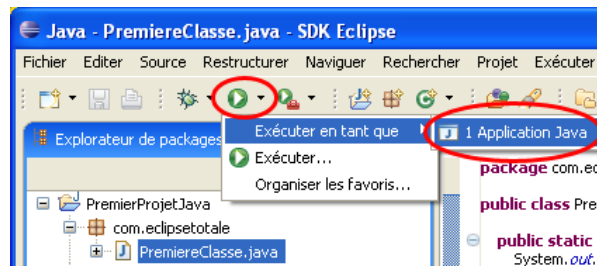 Java - PremiereClasse.java - SDK Eclipse
Fichier Editer Source Restructurer Naviguer Rechercher Projet Exécuter
Explorateur de packages
Exécuter en tant que
1 Application Java
Exécuter...
Organiser les favoris...
package com.ec
PremierProjetJava
public class Pre
com.eclipsetotale
public static
PremiereClasse.java
System.out.